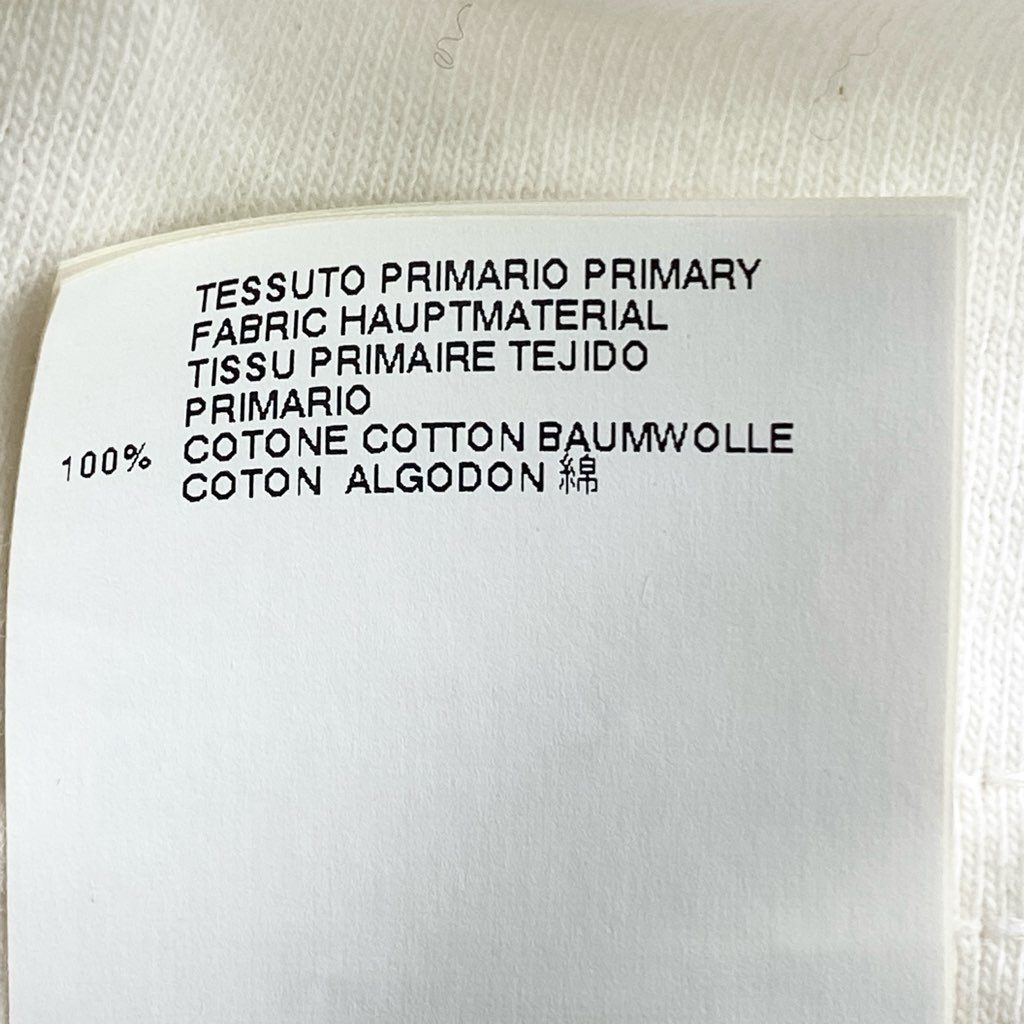 TESSUTO PRIMARIO PRIMARY
FABRIC HAUPTMATERIAL
TISSU PRIMAIRE TEJIDO
PRIMARIO
100% COTONE COTTON BAUMWOLLE
COTON ALGODON 綿